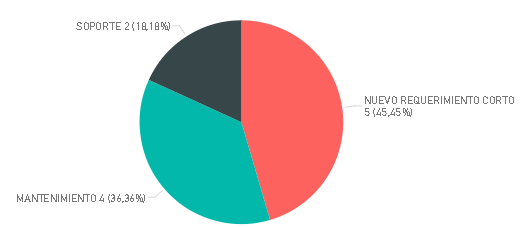 SOPORTE 2 (18,18%)
NUEVO REQUERIMIENTO CORTO
5 (45,45%)
MANTENIMIENTO 4 (36,36%)